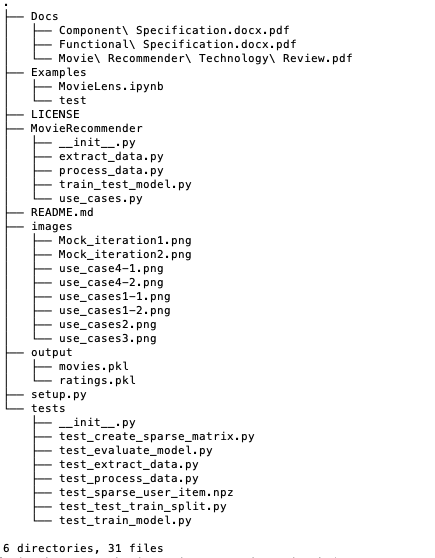 .
├── Docs
│   ├── Component\ Specification.docx.pdf
│   ├── Functional\ Specification.docx.pdf
│   └── Movie\ Recommender\ Technology\ Review.pdf
├── Examples
│   ├── MovieLens.ipynb
│   └── test
├── LICENSE
├── MovieRecommender
│   ├── __init__.py
│   ├── extract_data.py
│   ├── process_data.py
│   ├── train_test_model.py
│   └── use_cases.py
├── README.md
├── images
│   ├── Mock_iteration1.png
│   ├── Mock_iteration2.png
│   ├── use_case4-1.png
│   ├── use_case4-2.png
│   ├── use_cases1-1.png
│   ├── use_cases1-2.png
│   ├── use_cases2.png
│   └── use_cases3.png
├── output
│   ├── movies.pkl
│   └── ratings.pkl
├── setup.py
└── tests
    ├── __init__.py
    ├── test_create_sparse_matrix.py
    ├── test_evaluate_model.py
    ├── test_extract_data.py
    ├── test_process_data.py
    ├── test_sparse_user_item.npz
    ├── test_test_train_split.py
    └── test_train_model.py

6 directories, 31 files